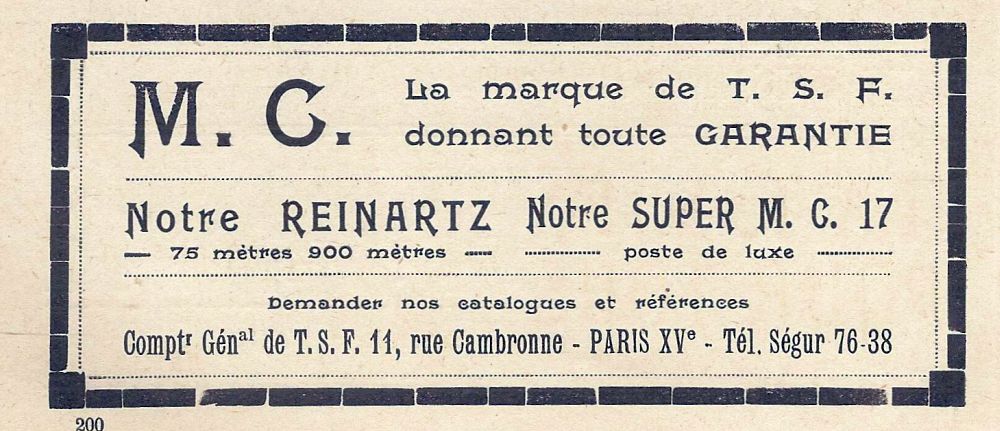 M. C.
La marque de T. S. F.
donnant toute GARANTIE
Notre REINARTZ
75 mètres 900 mètres
Notre SUPER M. C. 17
poste de luxe
Demander nos catalogues et références
Comptʳ Génᵃˡ de T. S. F. 11, rue Cambronne - PARIS XVᵉ - Tél. Ségur 76-38
200